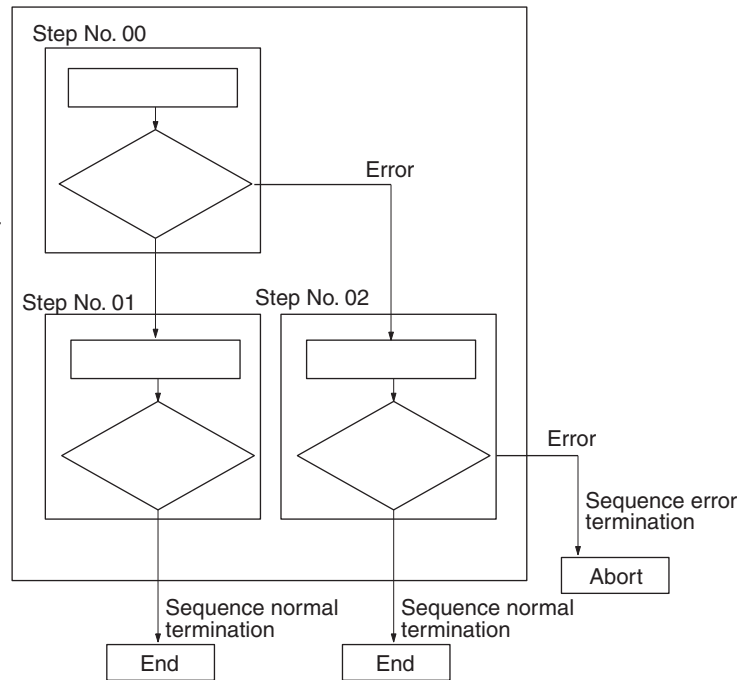 Step No. 00
Error
Step No. 01
Step No. 02
Error
Sequence error
termination
Abort
Sequence normal
termination
Sequence normal
termination
End
End